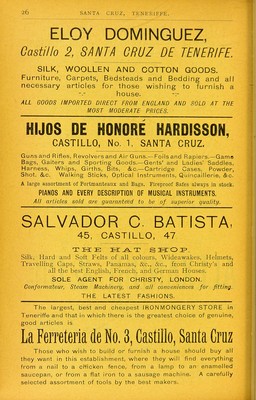 26 SANTA CRUZ, TENERIFE.
ELOY DOMINGUEZ,
Castillo 2, SANTA CRUZ DE TENERIFE.
SILK, WOOLLEN AND COTTON GOODS.
Furniture, Carpets, Bedsteads and Bedding and all
necessary articles for those wishing to furnish a
house.
ALL GOODS IMPORTED DIRECT FROM ENGLAND AND SOLD AT THE
MOST MODERATE PRICES.
HIJOS DE HONORÉ HARDISSON,
CASTILLO, No. 1. SANTA CRUZ.
Guns and Rifles, Revolvers and Air Guns.—Foils and Rapiers.—Game
Bags, Gaiters and Sporting Goods.—Gents' and Ladies' Saddles,
Harness, Whips, Girths, Bits, &c.—Cartridge Cases, Powder,
Shot, &c. Walking Sticks, Optical Instruments, Quincaillerie, &c.
A large assortment of Portmanteaux and Bags. Fireproof Safes always in stock.
PIANOS AND EVERY DESCRIPTION OF MUSICAL INSTRUMENTS.
All articles sold are guaranteed to be of superior quality.
SALVADOR C. BATISTA,
45, CASTILLO, 47
THE HAT SHOP.
Silk, Hard and Soft Felts of all colours, Wideawakes, Helmets,
Travelling Caps, Straws, Panamas, &c., &c., from Christy's and
all the best English, French, and German Houses.
SOLE AGENT FOR CHRISTY, LONDON.
Conformateur, Steam Machinery, and all conveniences for fitting.
THE LATEST FASHIONS.
The largest, best and cheapest IRONMONGERY STORE in
Teneriffe and that in which there is the greatest choice of genuine,
good articles is
La Ferreteria de No. 3, Castillo, Santa Cruz
Those who wish to build or furnish a house should buy all
they want in this establishment, where they will find everything
from a nail to a chicken fence, from a lamp to an enamelled
saucepan, or from a flat iron to a sausage machine. A carefully
selected assortment of tools by the best makers.